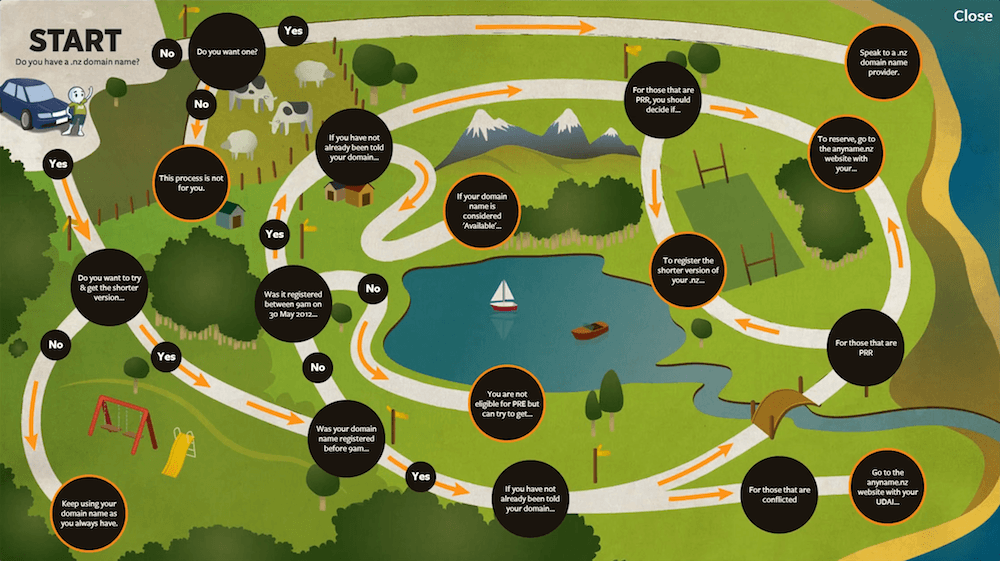 Close
START
Do you have a .nz domain name?
No
Do you want one?
Yes
Speak to a .nz
domain name
provider.
No
This process is not
for you.
Yes
Do you want to try
& get the shorter
version...
No
Keep using your
domain name as
you always have.
Yes
Was your domain
name registered
before 9am...
No
Was it registered
between 9am on
30 May 2012...
Yes
If you have not
already been told
your domain...
If your domain
name is
considered
‘Available’...
No
You are not
eligible for PRE but
can try to get...
For those that are
PRR, you should
decide if...
To reserve, go to
the anyname.nz
website with
your...
To register the
shorter version of
your .nz...
For those that are
PRR
Yes
If you have not
already been told
your domain...
For those that are
conflicted
Go to the
anyname.nz
website with your
UDAI...